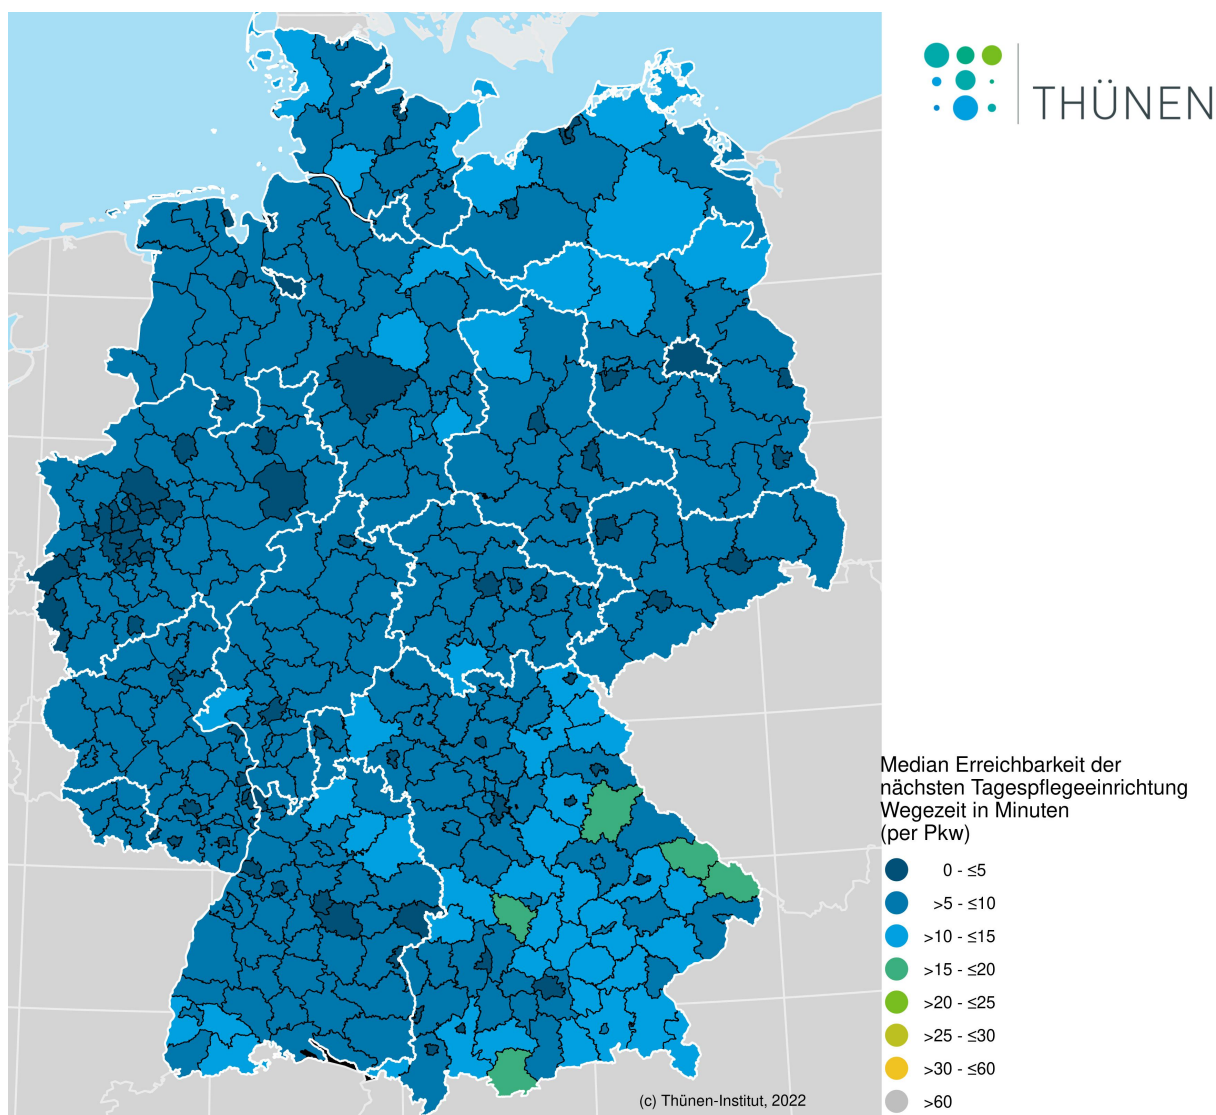 THÜNEN
Median Erreichbarkeit der
nächsten Tagespflegeeinrichtung
Wegezeit in Minuten
(per Pkw)
0 - ≤5
>5 - ≤10
>10 - ≤15
>15 - ≤20
>20 - ≤25
>25 - ≤30
>30 - ≤60
>60
(c) Thünen-Institut, 2022